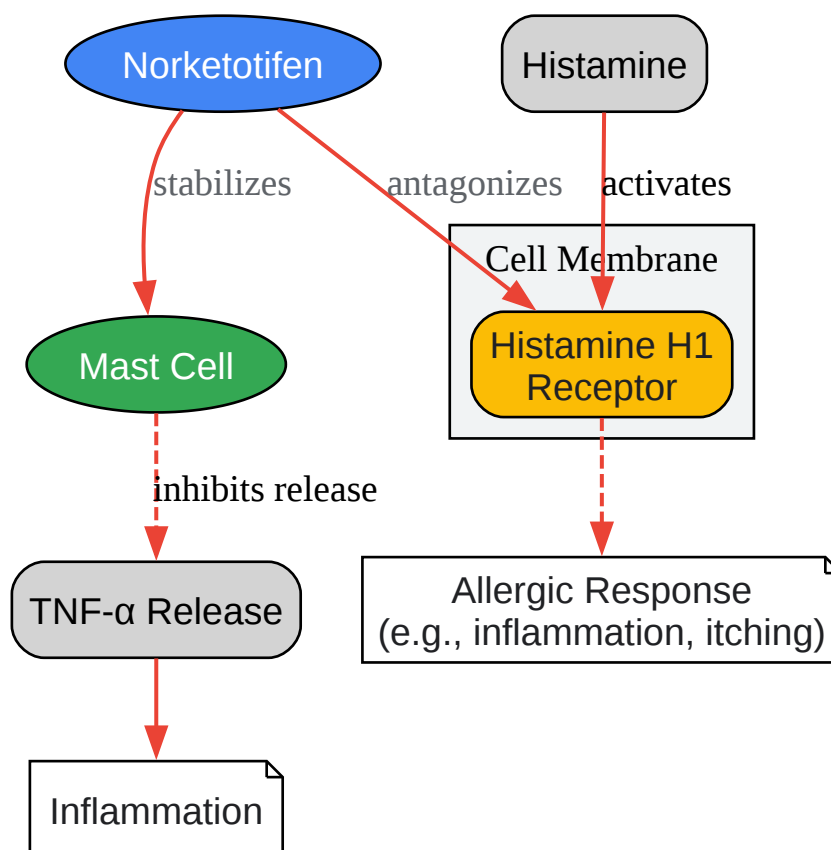 Norketotifen
Histamine
stabilizes
antagonizes
activates
Cell Membrane
Histamine H1
Receptor
Mast Cell
inhibits release
TNF-α Release
Allergic Response
(e.g., inflammation, itching)
Inflammation